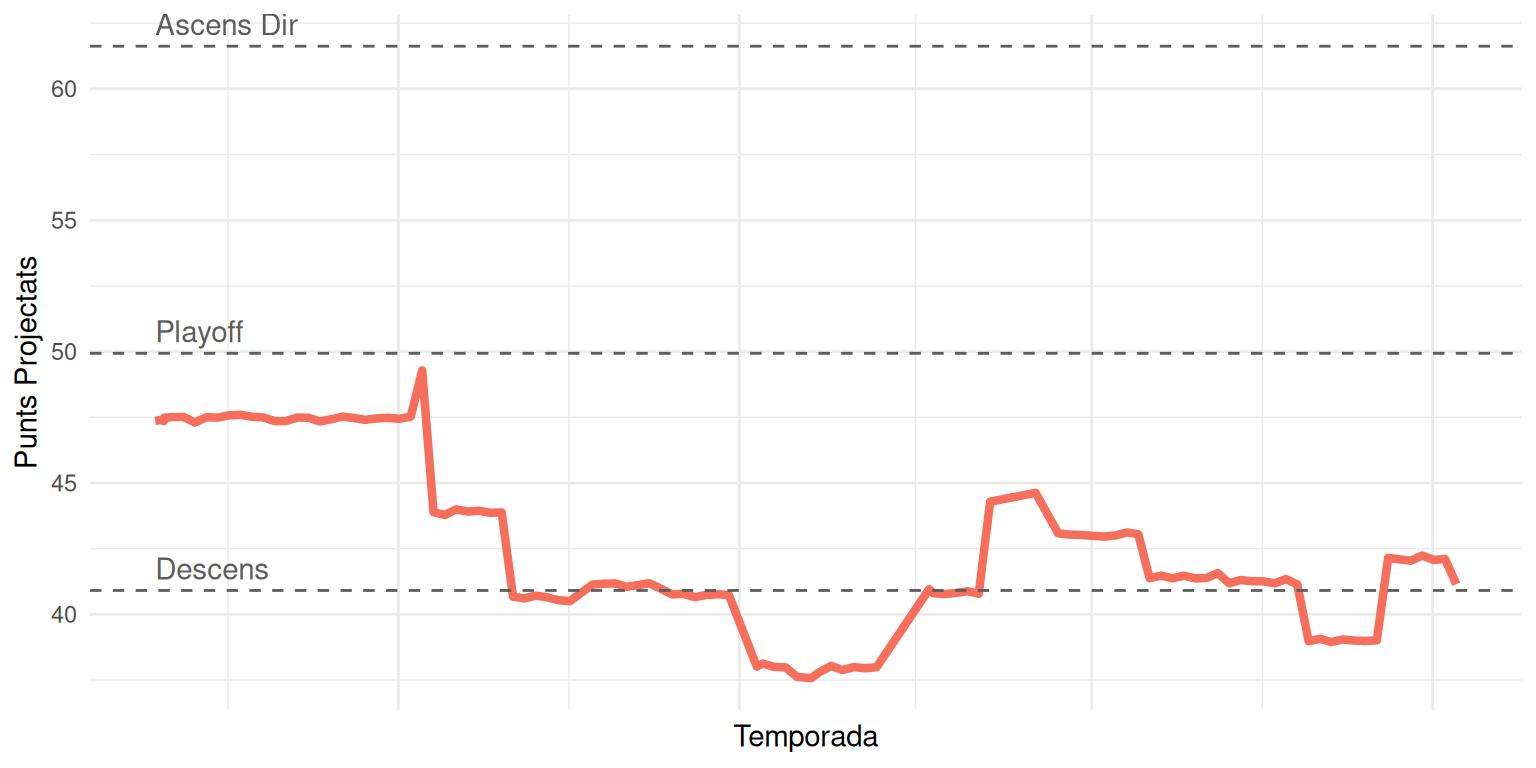 Ascens Dir
60
55
Playoff
50
45
Descens
40
Punts Projectats
Temporada